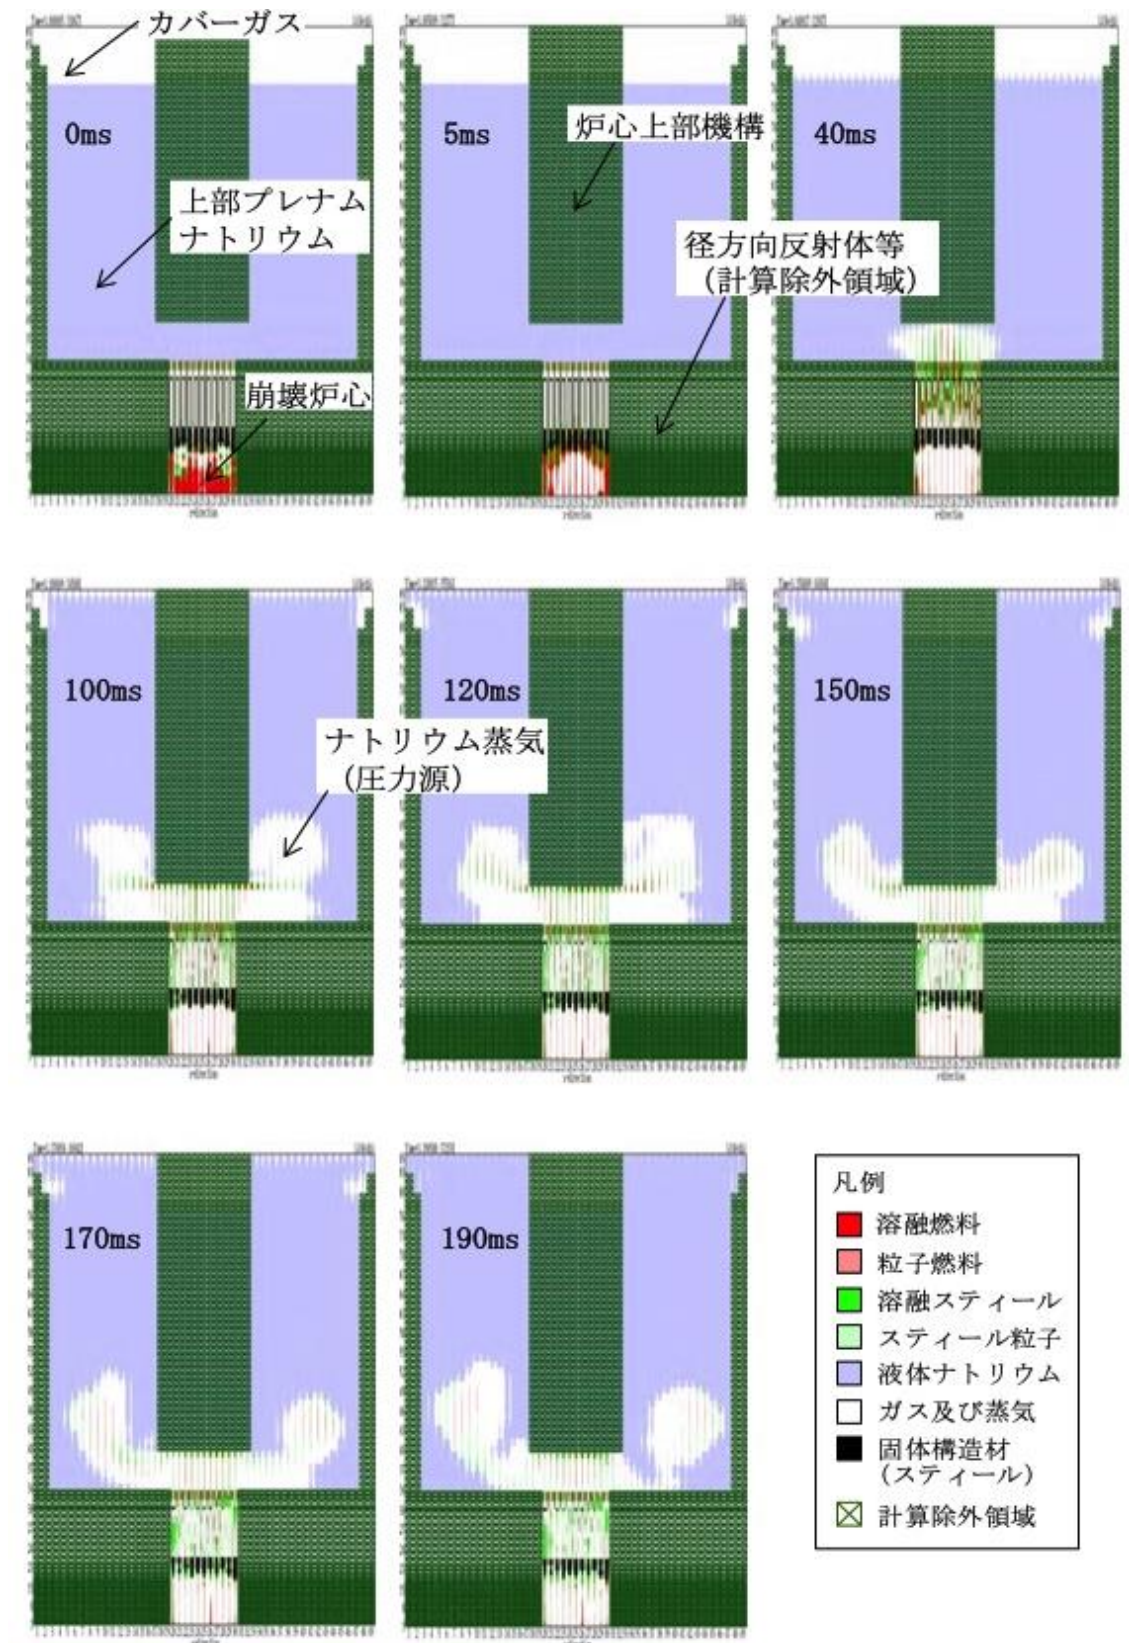 カバーガス
0ms
5ms
40ms
炉心上部機構
上部プレナム
ナトリウム
径方向反射体等
（計算除外領域）
崩壊炉心
100ms
120ms
150ms
ナトリウム蒸気
（圧力源）
170ms
190ms
凡例
溶融燃料
粒子燃料
溶融スティール
スティール粒子
液体ナトリウム
ガス及び蒸気
固体構造材
（スティール）
計算除外領域